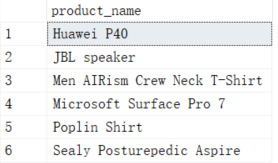 product_name
1 Huawei P40
2 JBL speaker
3 Men AIRism Crew Neck T-Shirt
4 Microsoft Surface Pro 7
5 Poplin Shirt
6 Sealy Posturepedic Aspire